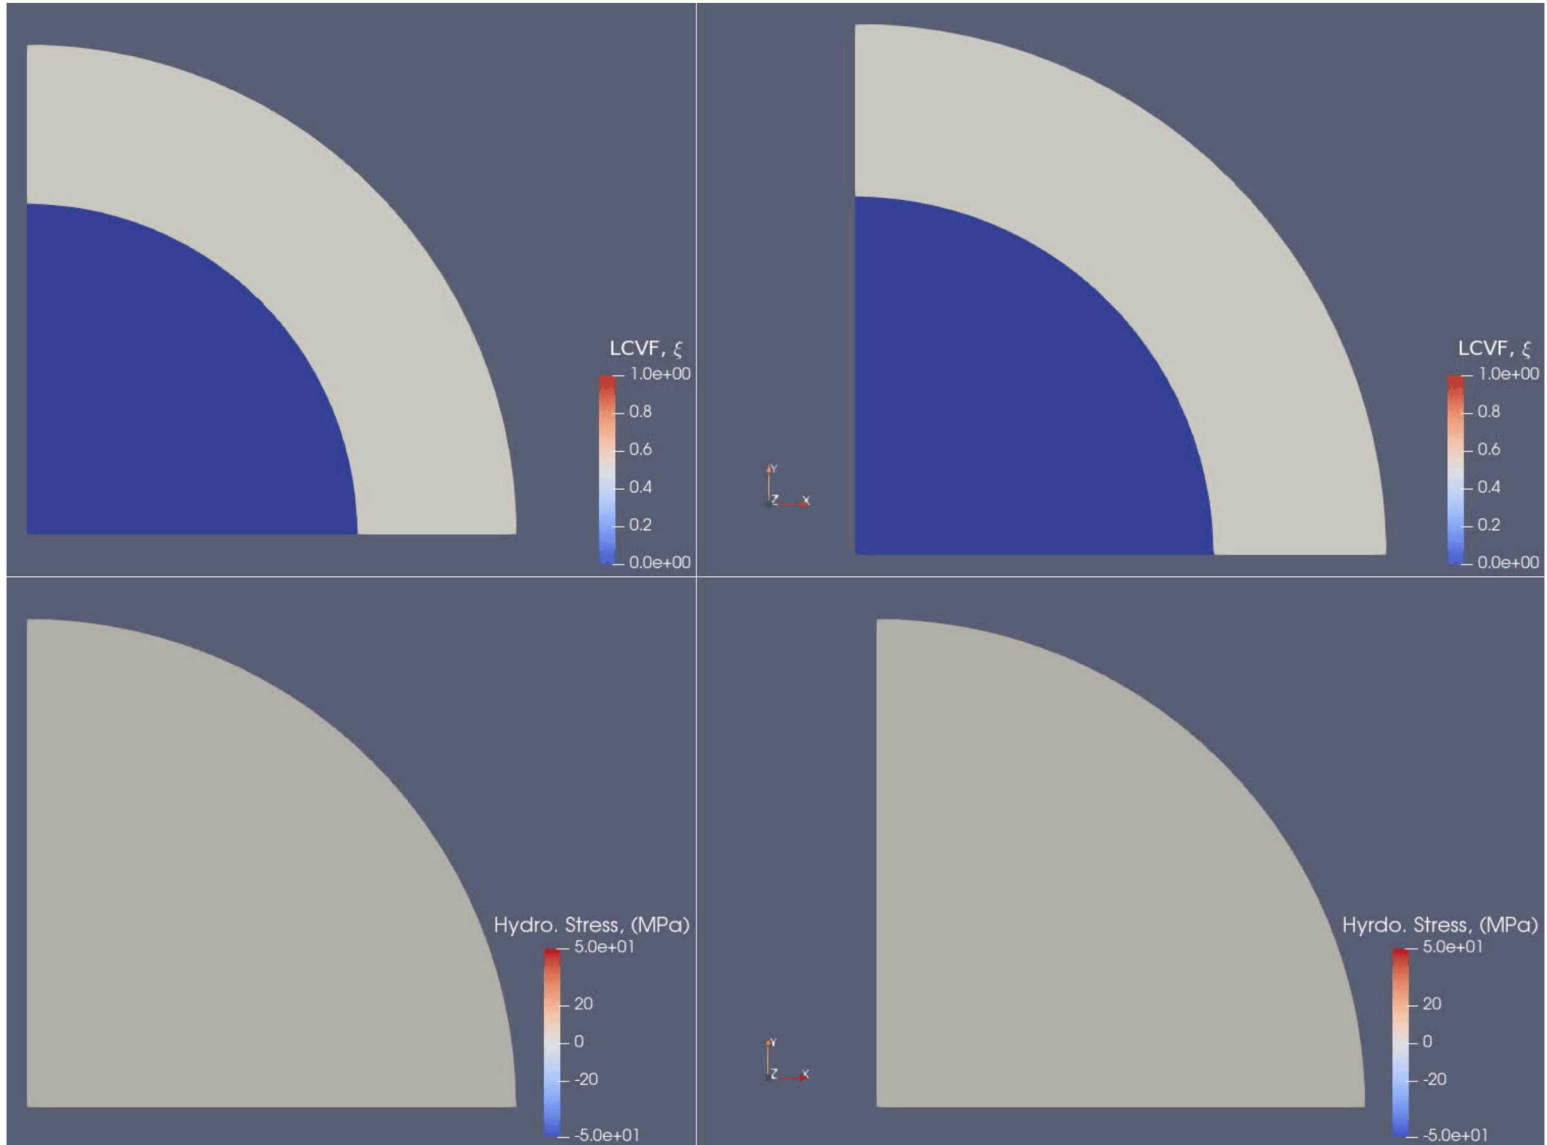 LCVF, ξ
1.0e+00
0.8
0.6
0.4
0.2
0.0e+00
LCVF, ξ
1.0e+00
0.8
0.6
0.4
0.2
0.0e+00
Y
Z X
Hydro. Stress, (MPa)
5.0e+01
20
0
-20
-5.0e+01
Hyrdo. Stress, (MPa)
5.0e+01
20
0
-20
-5.0e+01
Y
Z X